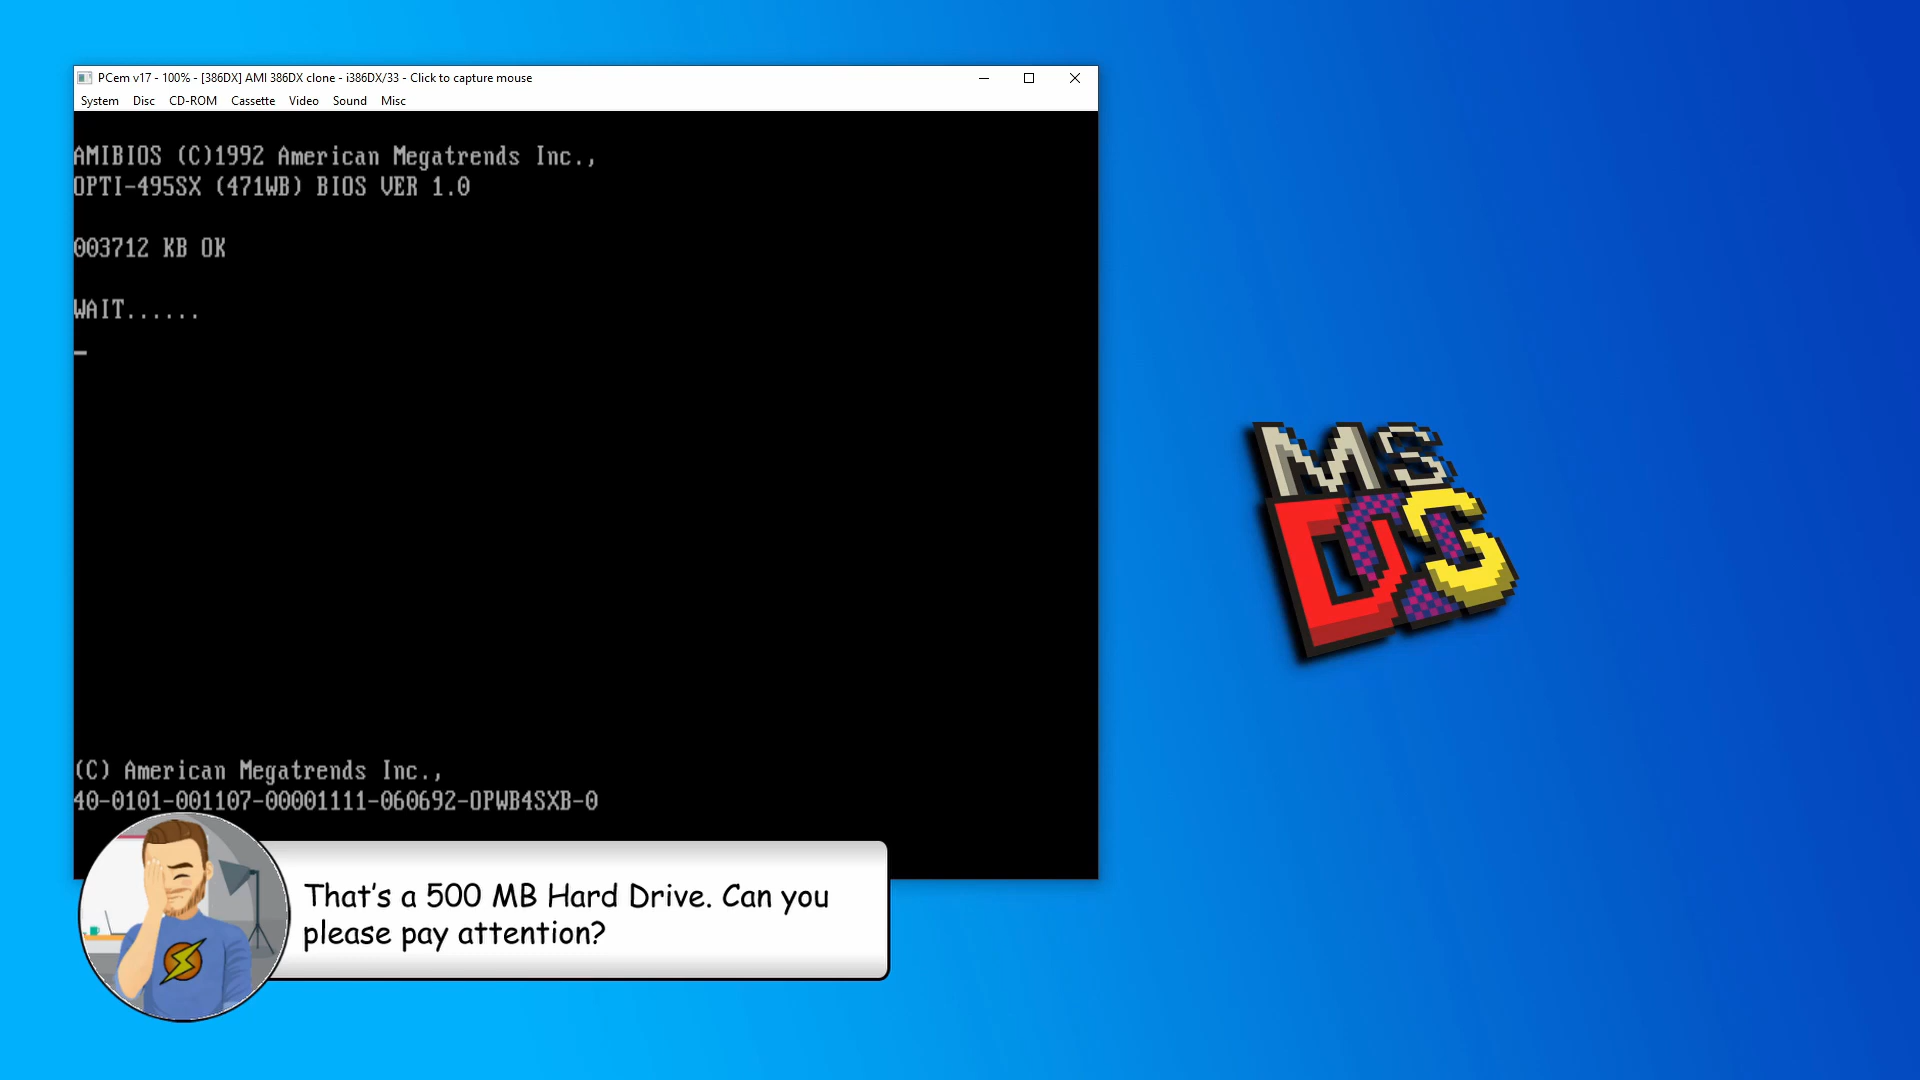 PCem v17 - 100% - [386DX] AMI 386DX clone - i386DX/33 - Click to capture mouse
System Disc CD-ROM Cassette Video Sound Misc
AMIBIOS (C)1992 American Megatrends Inc.,
OPTI-495SX (471WB) BIOS VER 1.0
003712 KB OK
WAIT......
MS
DOS
(C) American Megatrends Inc.,
40-0101-001107-00001111-060692-OPWB4SXB-0
That's a 500 MB Hard Drive. Can you
please pay attention?